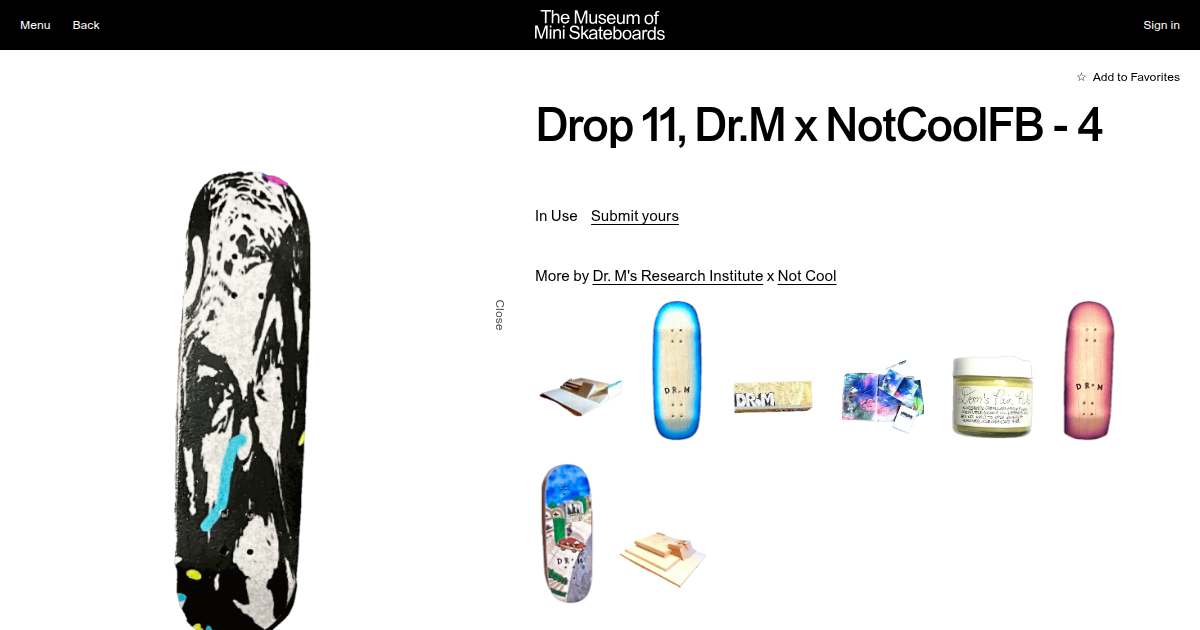 Menu
Back
The Museum of
Mini Skateboards
Sign in
☆ Add to Favorites
Drop 11, Dr.M x NotCoolFB - 4
In Use Submit yours
More by Dr. M's Research Institute x Not Cool
Close
DR.M
DR.M
DR.M
DR.M